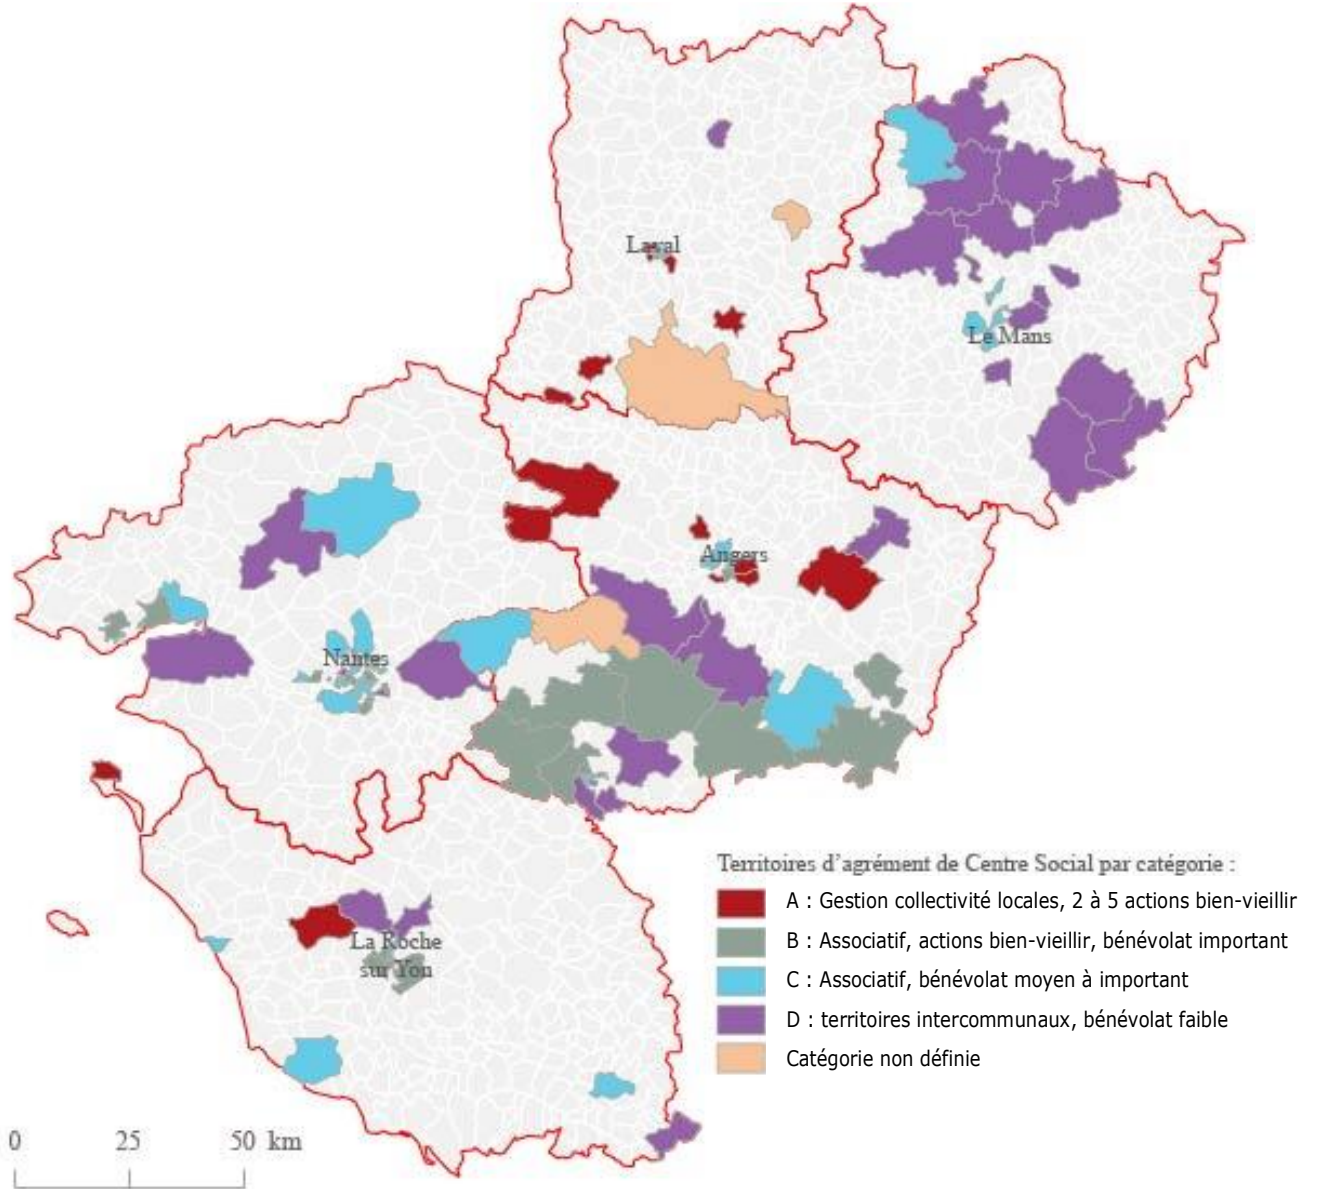 Laval
Le Mans
Angers
Nantes
Territoires d’agrément de Centre Social par catégorie :
A : Gestion collectivité locales, 2 à 5 actions bien-vieillir
B : Associatif, actions bien-vieillir, bénévolat important
C : Associatif, bénévolat moyen à important
D : territoires intercommunaux, bénévolat faible
Catégorie non définie
La Roche
sur Yon
0 25 50 km